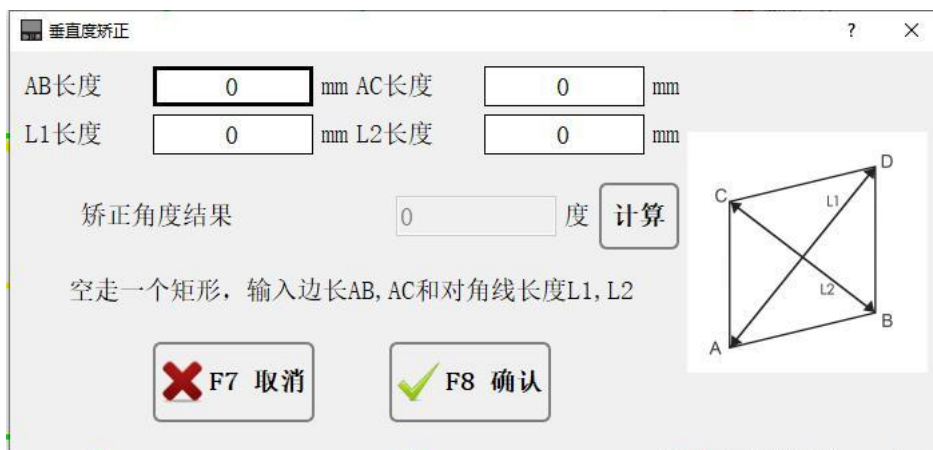 垂直度矫正 ?
AB长度 0 mm AC长度 0 mm
L1长度 0 mm L2长度 0 mm
矫正角度结果 0 度 计算
空走一个矩形，输入边长AB,AC和对角线长度L1,L2
F7 取消 F8 确认
D
C
L1
L2
B
A